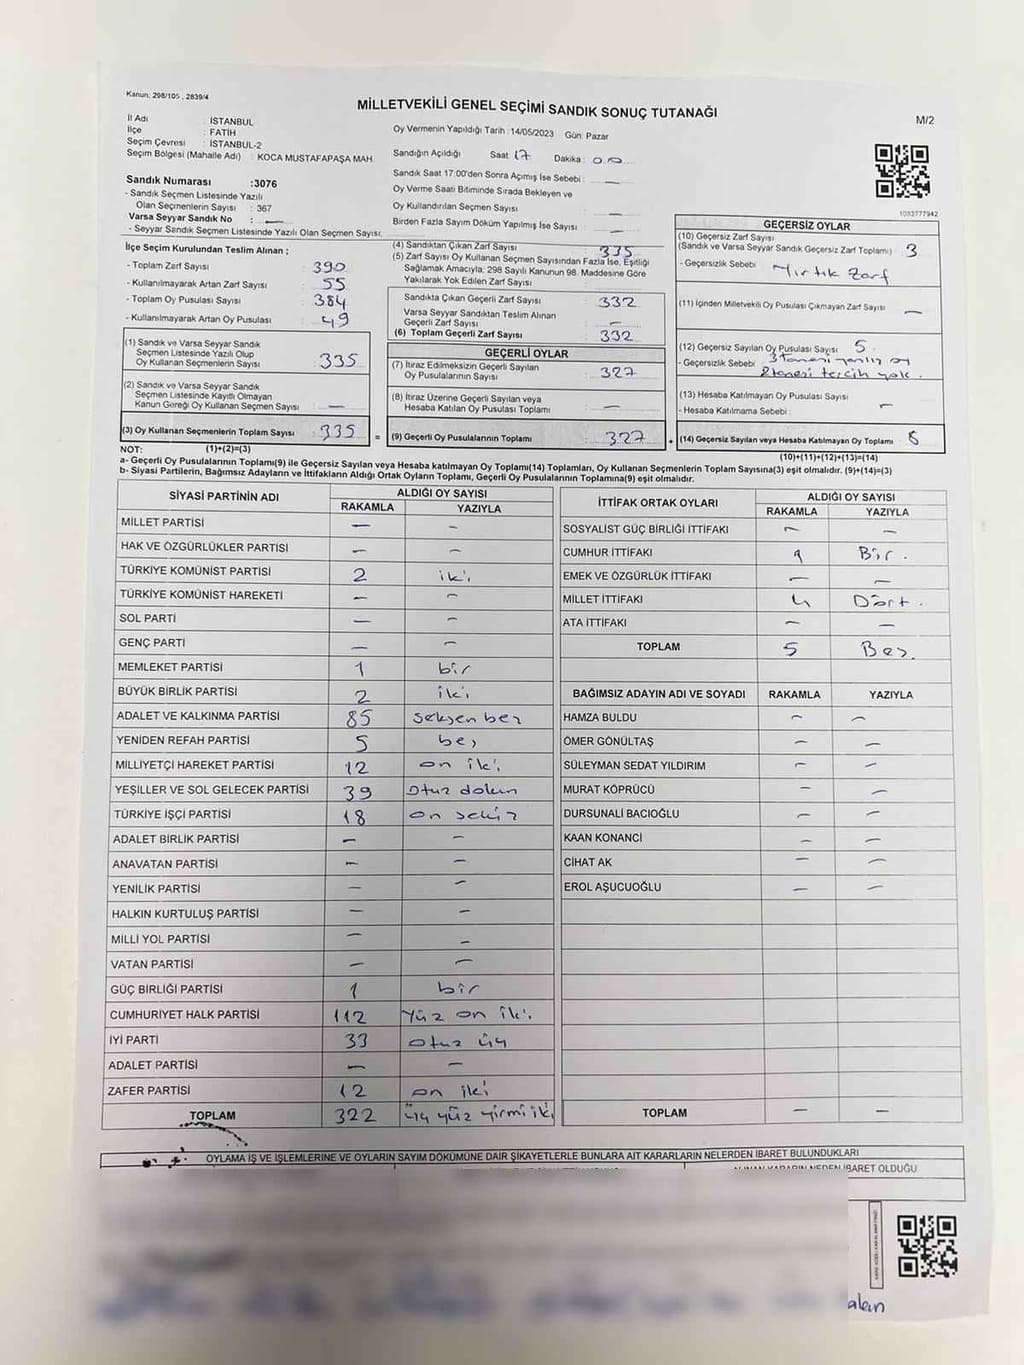 Kanun: 298/105 , 2839/4
MİLLETVEKİLİ GENEL SEÇİMİ SANDIK SONUÇ TUTANAĞI
M/2
İl Adı : İSTANBUL
İlçe : FATİH
Seçim Çevresi : İSTANBUL-2
Seçim Bölgesi (Mahalle Adı) : KOCA MUSTAFAPAŞA MAH
Oy Vermenin Yapıldığı Tarih : 14/05/2023 Gün: Pazar
Sandığın Açıldığı Saat 17 Dakika : 00
Sandık Saat 17:00'den Sonra Açımış İse Sebebi : —
Oy Verme Saati Bitiminde Sırada Bekleyen ve
Oy Kullandırılan Seçmen Sayısı : —
Birden Fazla Sayım Döküm Yapılmış İse Sayısı : —
Sandık Numarası :3076
- Sandık Seçmen Listesinde Yazılı
Olan Seçmenlerin Sayısı : 367
Varsa Seyyar Sandık No : —
- Seyyar Sandık Listesinde Yazılı Olan Seçmen Sayısı:
1083777942
İlçe Seçim Kurulundan Teslim Alınan ;
- Toplam Zarf Sayısı : 390
- Kullanılmayarak Artan Zarf Sayısı : 55
- Toplam Oy Pusulası Sayısı : 384
- Kullanılmayarak Artan Oy Pusulası : 49
(1) Sandık ve Varsa Seyyar Sandık
Seçmen Listesinde Yazılı Olup
Oy Kullanan Seçmenlerin Sayısı : 335
(2) Sandık ve Varsa Seyyar Sandık
Seçmen Listesinde Kayıtlı Olmayan
Kanun Gereği Oy Kullanan Seçmen Sayısı : —
(3) Oy Kullanan Seçmenlerin Toplam Sayısı : 335
(1)+(2)=(3)
(4) Sandıktan Çıkan Zarf Sayısı : 335
(5) Zarf Sayısı Oy Kullanan Seçmen Sayısından Fazla İse, Eşitliği
Sağlamak Amacıyla; 298 Sayılı Kanunun 98. Maddesine Göre
Yakılarak Yok Edilen Zarf Sayısı :
Sandıkta Çıkan Geçerli Zarf Sayısı : 332
Varsa Seyyar Sandıktan Teslim Alınan
Geçerli Zarf Sayısı : —
(6) Toplam Geçerli Zarf Sayısı : 332
GEÇERLİ OYLAR
(7) İtiraz Edilmeksizin Geçerli Sayılan
Oy Pusulalarının Sayısı : 327
(8) İtiraz Üzerine Geçerli Sayılan veya
Hesaba Katılan Oy Pusulası Toplamı : —
= (9) Geçerli Oy Pusulalarının Toplamı : 327
GEÇERSİZ OYLAR
(10) Geçersiz Zarf Sayısı
(Sandık ve Varsa Seyyar Sandık Geçersiz Zarf Toplamı) : 3
- Geçersizlik Sebebi : Yırtık Zarf
(11) İçinden Milletvekili Oy Pusulası Çıkmayan Zarf Sayısı : —
(12) Geçersiz Sayılan Oy Pusulası Sayısı : 5
- Geçersizlik Sebebi : 3 tanesi yanlış oy
2 tanesi tercih yok.
(13) Hesaba Katılmayan Oy Pusulası Sayısı
- Hesaba Katılmama Sebebi : —
+ (14) Geçersiz Sayılan veya Hesaba Katılmayan Oy Toplamı : 8
(10)+(11)+(12)+(13)=(14)
NOT:
a- Geçerli Oy Pusulalarının Toplamı(9) ile Geçersiz Sayılan veya Hesaba katılmayan Oy Toplamı(14) Toplamları, Oy Kullanan Seçmenlerin Toplam Sayısına(3) eşit olmalıdır. (9)+(14)=(3)
b- Siyasi Partilerin, Bağımsız Adayların ve İttifakların Aldığı Ortak Oyların Toplamı, Geçerli Oy Pusulalarının Toplamına(9) eşit olmalıdır.
SİYASİ PARTİNİN ADI ALDIĞI OY SAYISI
RAKAMLA YAZIYLA
MİLLET PARTİSİ — —
HAK VE ÖZGÜRLÜKLER PARTİSİ — —
TÜRKİYE KOMÜNİST PARTİSİ 2 iki
TÜRKİYE KOMÜNİST HAREKETİ — —
SOL PARTİ — —
GENÇ PARTİ — —
MEMLEKET PARTİSİ 1 bir
BÜYÜK BİRLİK PARTİSİ 2 iki
ADALET VE KALKINMA PARTİSİ 85 seksen beş
YENİDEN REFAH PARTİSİ 5 beş
MİLLİYETÇİ HAREKET PARTİSİ 12 on iki
YEŞİLLER VE SOL GELECEK PARTİSİ 39 Otuz dokuz
TÜRKİYE İŞÇİ PARTİSİ 18 on sekiz
ADALET BİRLİK PARTİSİ — —
ANAVATAN PARTİSİ — —
YENİLİK PARTİSİ — —
HALKIN KURTULUŞ PARTİSİ — —
MİLLİ YOL PARTİSİ — —
VATAN PARTİSİ — —
GÜÇ BİRLİĞİ PARTİSİ 1 bir
CUMHURİYET HALK PARTİSİ 112 Yüz on iki
İYİ PARTİ 33 Otuz üç
ADALET PARTİSİ — —
ZAFER PARTİSİ 12 on iki
TOPLAM 322 üç yüz yirmi iki
İTTİFAK ORTAK OYLARI ALDIĞI OY SAYISI
RAKAMLA YAZIYLA
SOSYALİST GÜÇ BİRLİĞİ İTTİFAKI — —
CUMHUR İTTİFAKI 1 Bir.
EMEK VE ÖZGÜRLÜK İTTİFAKI — —
MİLLET İTTİFAKI 4 Dört.
ATA İTTİFAKI — —
TOPLAM 5 Beş.
BAĞIMSIZ ADAYIN ADI VE SOYADI RAKAMLA YAZIYLA
HAMZA BULDU — —
ÖMER GÖNÜLTAŞ — —
SÜLEYMAN SEDAT YILDIRIM — —
MURAT KÖPRÜCÜ — —
DURSUNALİ BACIOĞLU — —
KAAN KONANCİ — —
CİHAT AK — —
EROL AŞUCUOĞLU — —
TOPLAM — —
OYLAMA İŞ VE İŞLEMLERİNE VE OYLARIN SAYIM DÖKÜMÜNE DAİR ŞİKAYETLERLE BUNLARA AİT KARARLARIN NELERDEN İBARET BULUNDUKLARI
ALINAN KARARIN NEDEN İBARET OLDUĞU